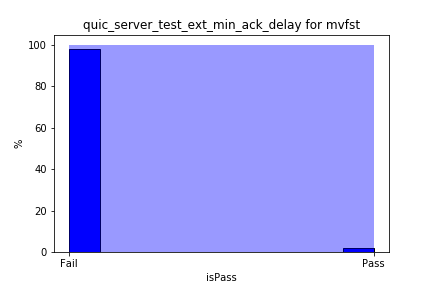 quic_server_test_ext_min_ack_delay for mvfst
100
80
60
40
20
0
%
Fail
Pass
isPass